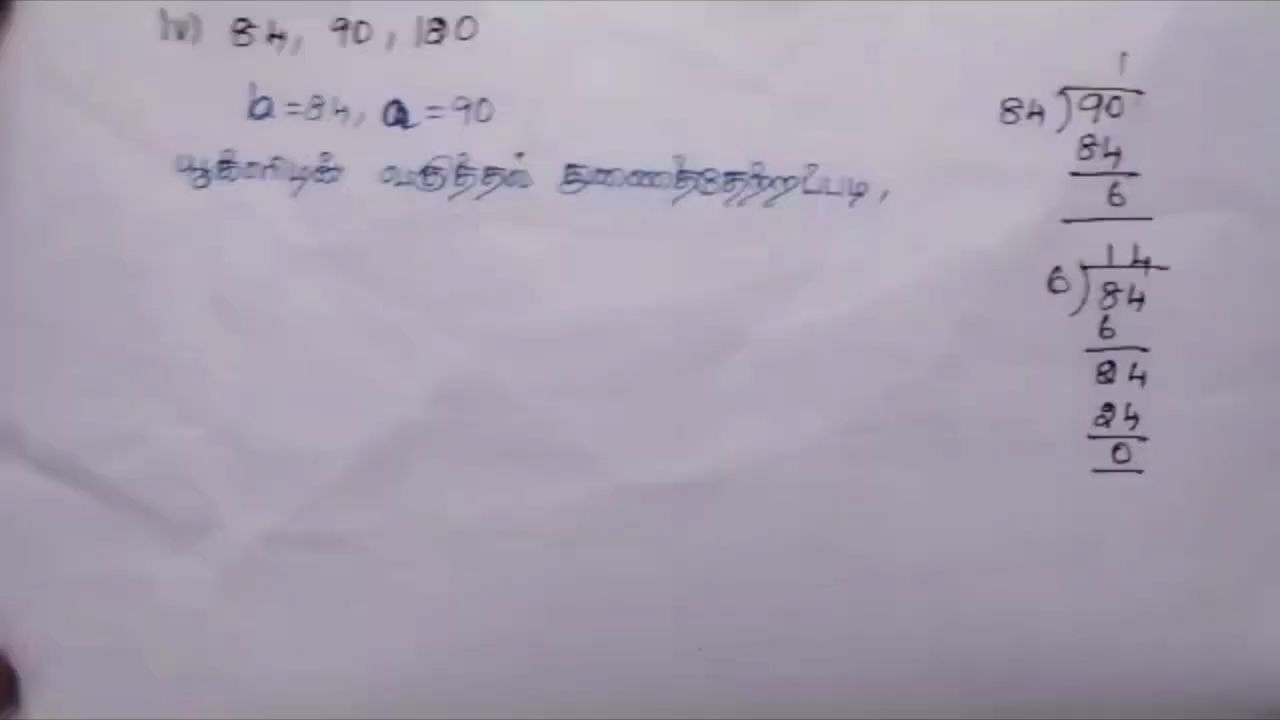 iv) 84, 90, 120
b = 84, a = 90
யூக்ளிடின் வகுத்தல் துணைத்தேற்றப்படி,
1
84 ) 90
84
6
14
6 ) 84
6
24
24
0